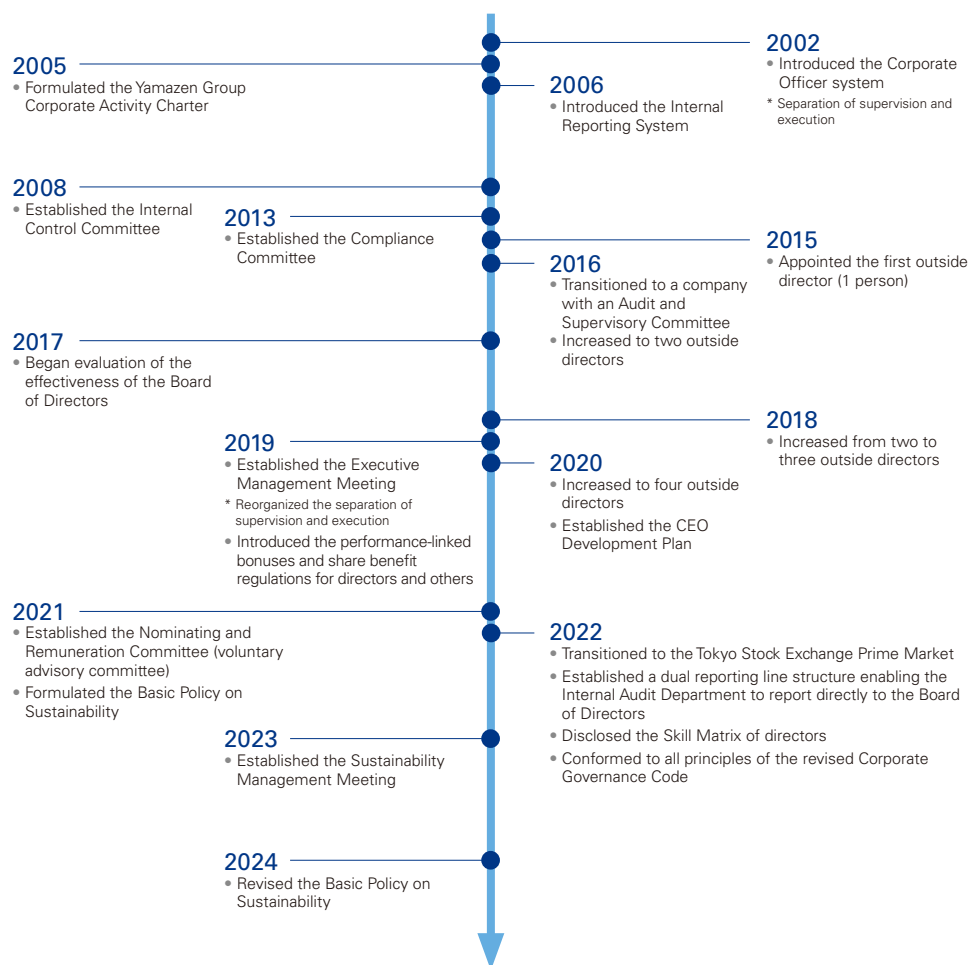 2002
• Introduced the Corporate
Officer system
* Separation of supervision and
execution
2005
• Formulated the Yamazen Group
Corporate Activity Charter
2006
• Introduced the Internal
Reporting System
2008
• Established the Internal
Control Committee
2013
• Established the Compliance
Committee
2015
• Appointed the first outside
director (1 person)
2016
• Transitioned to a company
with an Audit and
Supervisory Committee
• Increased to two outside
directors
2017
• Began evaluation of the
effectiveness of the Board
of Directors
2018
• Increased from two to
three outside directors
2019
• Established the Executive
Management Meeting
* Reorganized the separation of
supervision and execution
• Introduced the performance-linked
bonuses and share benefit
regulations for directors and others
2020
• Increased to four outside
directors
• Established the CEO
Development Plan
2021
• Established the Nominating and
Remuneration Committee (voluntary
advisory committee)
• Formulated the Basic Policy on
Sustainability
2022
• Transitioned to the Tokyo Stock Exchange Prime Market
• Established a dual reporting line structure enabling the
Internal Audit Department to report directly to the Board
of Directors
• Disclosed the Skill Matrix of directors
• Conformed to all principles of the revised Corporate
Governance Code
2023
• Established the Sustainability
Management Meeting
2024
• Revised the Basic Policy on
Sustainability